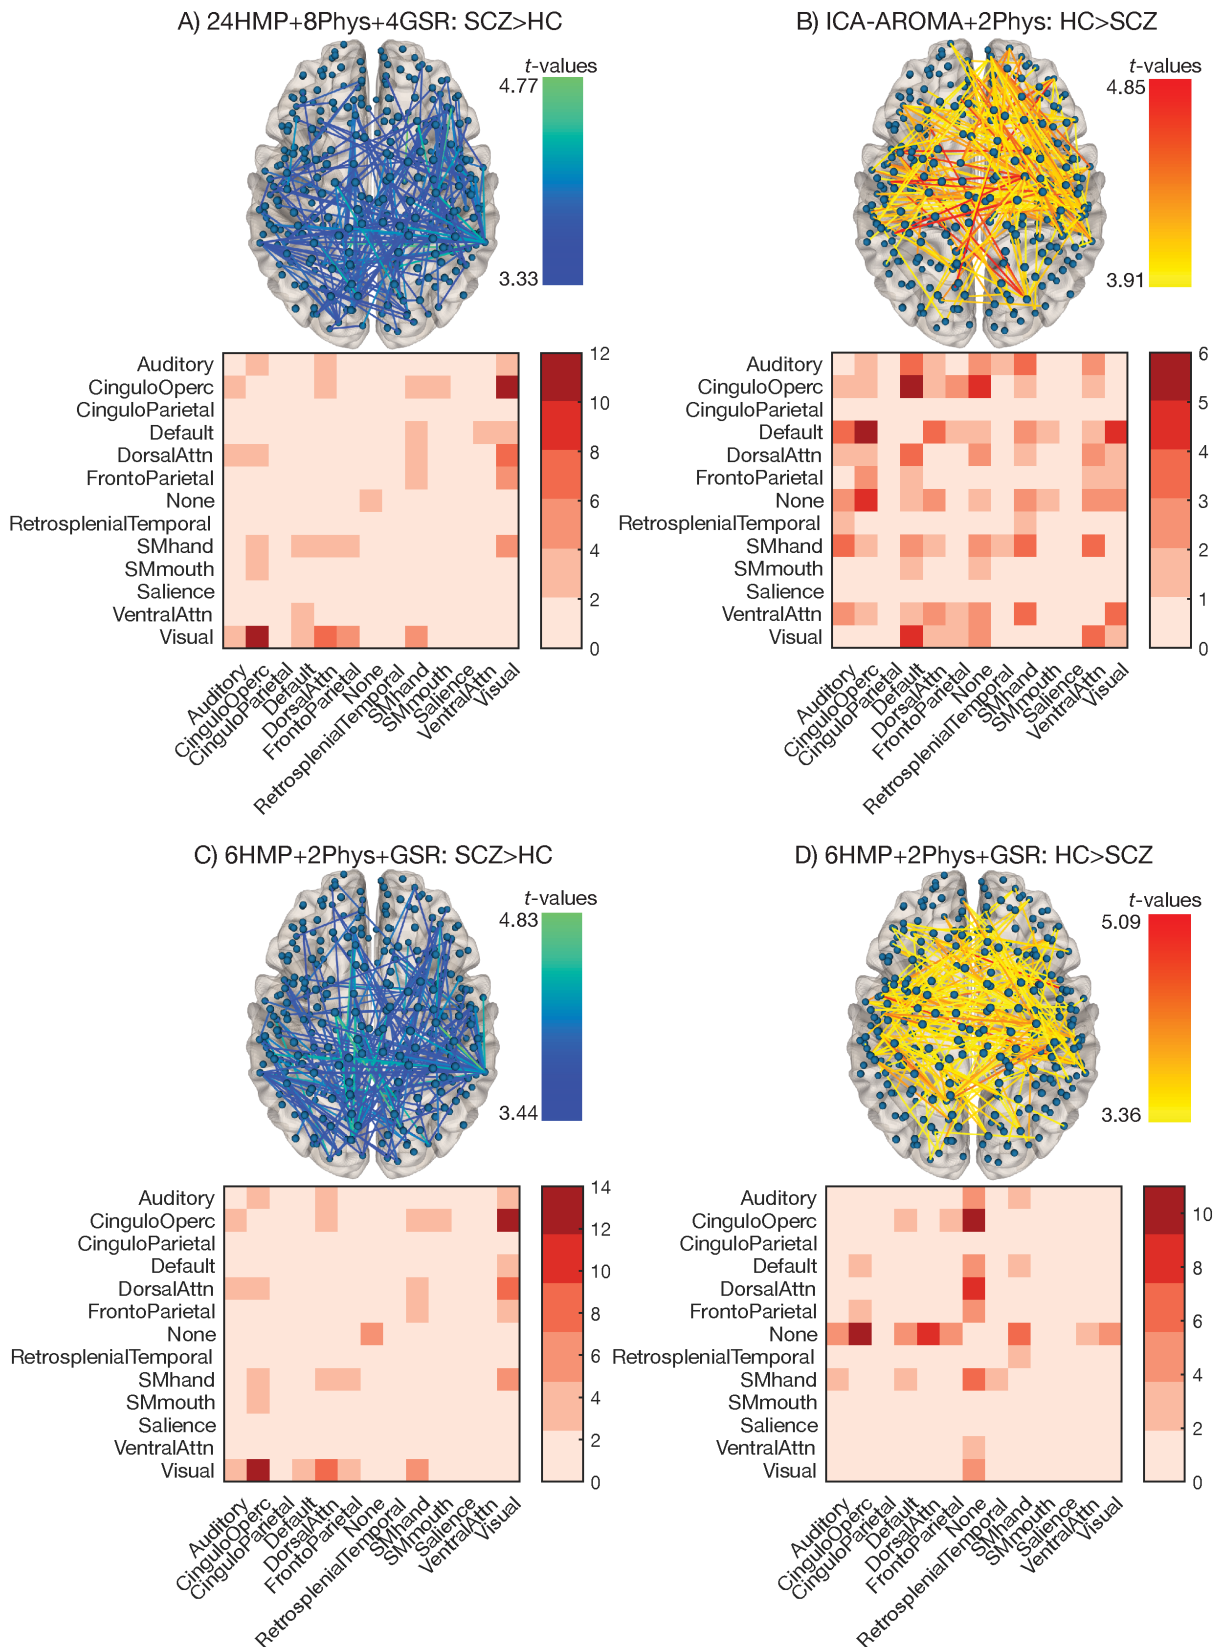 A) 24HMP+8Phys+4GSR: SCZ>HC
t-values
4.77
3.33
Auditory
CinguloOperc
CinguloParietal
Default
DorsalAttn
FrontoParietal
None
RetrosplenialTemporal
SMhand
SMmouth
Salience
VentralAttn
Visual
12
10
8
6
4
2
0
Auditory
CinguloOperc
CinguloParietal
Default
DorsalAttn
FrontoParietal
None
RetrosplenialTemporal
SMhand
SMmouth
Salience
VentralAttn
Visual
B) ICA-AROMA+2Phys: HC>SCZ
t-values
4.85
3.91
6
5
4
3
2
1
0
Auditory
CinguloOperc
CinguloParietal
Default
DorsalAttn
FrontoParietal
None
RetrosplenialTemporal
SMhand
SMmouth
Salience
VentralAttn
Visual
Auditory
CinguloOperc
CinguloParietal
Default
DorsalAttn
FrontoParietal
None
RetrosplenialTemporal
SMhand
SMmouth
Salience
VentralAttn
Visual
C) 6HMP+2Phys+GSR: SCZ>HC
t-values
4.83
3.44
Auditory
CinguloOperc
CinguloParietal
Default
DorsalAttn
FrontoParietal
None
RetrosplenialTemporal
SMhand
SMmouth
Salience
VentralAttn
Visual
14
12
10
8
6
4
2
0
Auditory
CinguloOperc
CinguloParietal
Default
DorsalAttn
FrontoParietal
None
RetrosplenialTemporal
SMhand
SMmouth
Salience
VentralAttn
Visual
D) 6HMP+2Phys+GSR: HC>SCZ
t-values
5.09
3.36
Auditory
CinguloOperc
CinguloParietal
Default
DorsalAttn
FrontoParietal
None
RetrosplenialTemporal
SMhand
SMmouth
Salience
VentralAttn
Visual
10
8
6
4
2
0
Auditory
CinguloOperc
CinguloParietal
Default
DorsalAttn
FrontoParietal
None
RetrosplenialTemporal
SMhand
SMmouth
Salience
VentralAttn
Visual